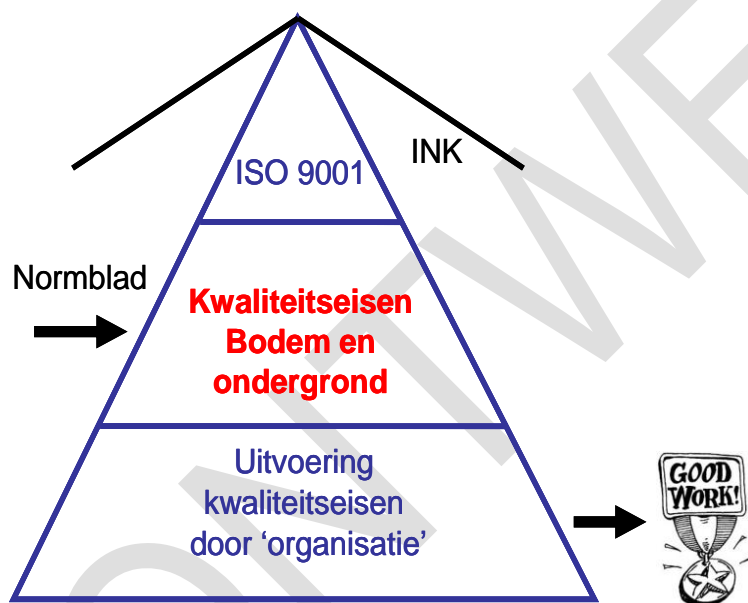 ISO 9001
INK
Normblad
Kwaliteitseisen
Bodem en
ondergrond
Uitvoering
kwaliteitseisen
door ‘organisatie’
GOOD
WORK!